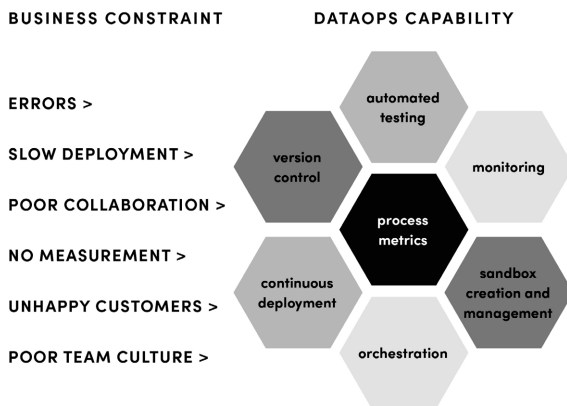 BUSINESS CONSTRAINT
DATAOPS CAPABILITY
ERRORS >
SLOW DEPLOYMENT >
POOR COLLABORATION >
NO MEASUREMENT >
UNHAPPY CUSTOMERS >
POOR TEAM CULTURE >
automated
testing
version
control
monitoring
process
metrics
continuous
deployment
sandbox
creation and
management
orchestration